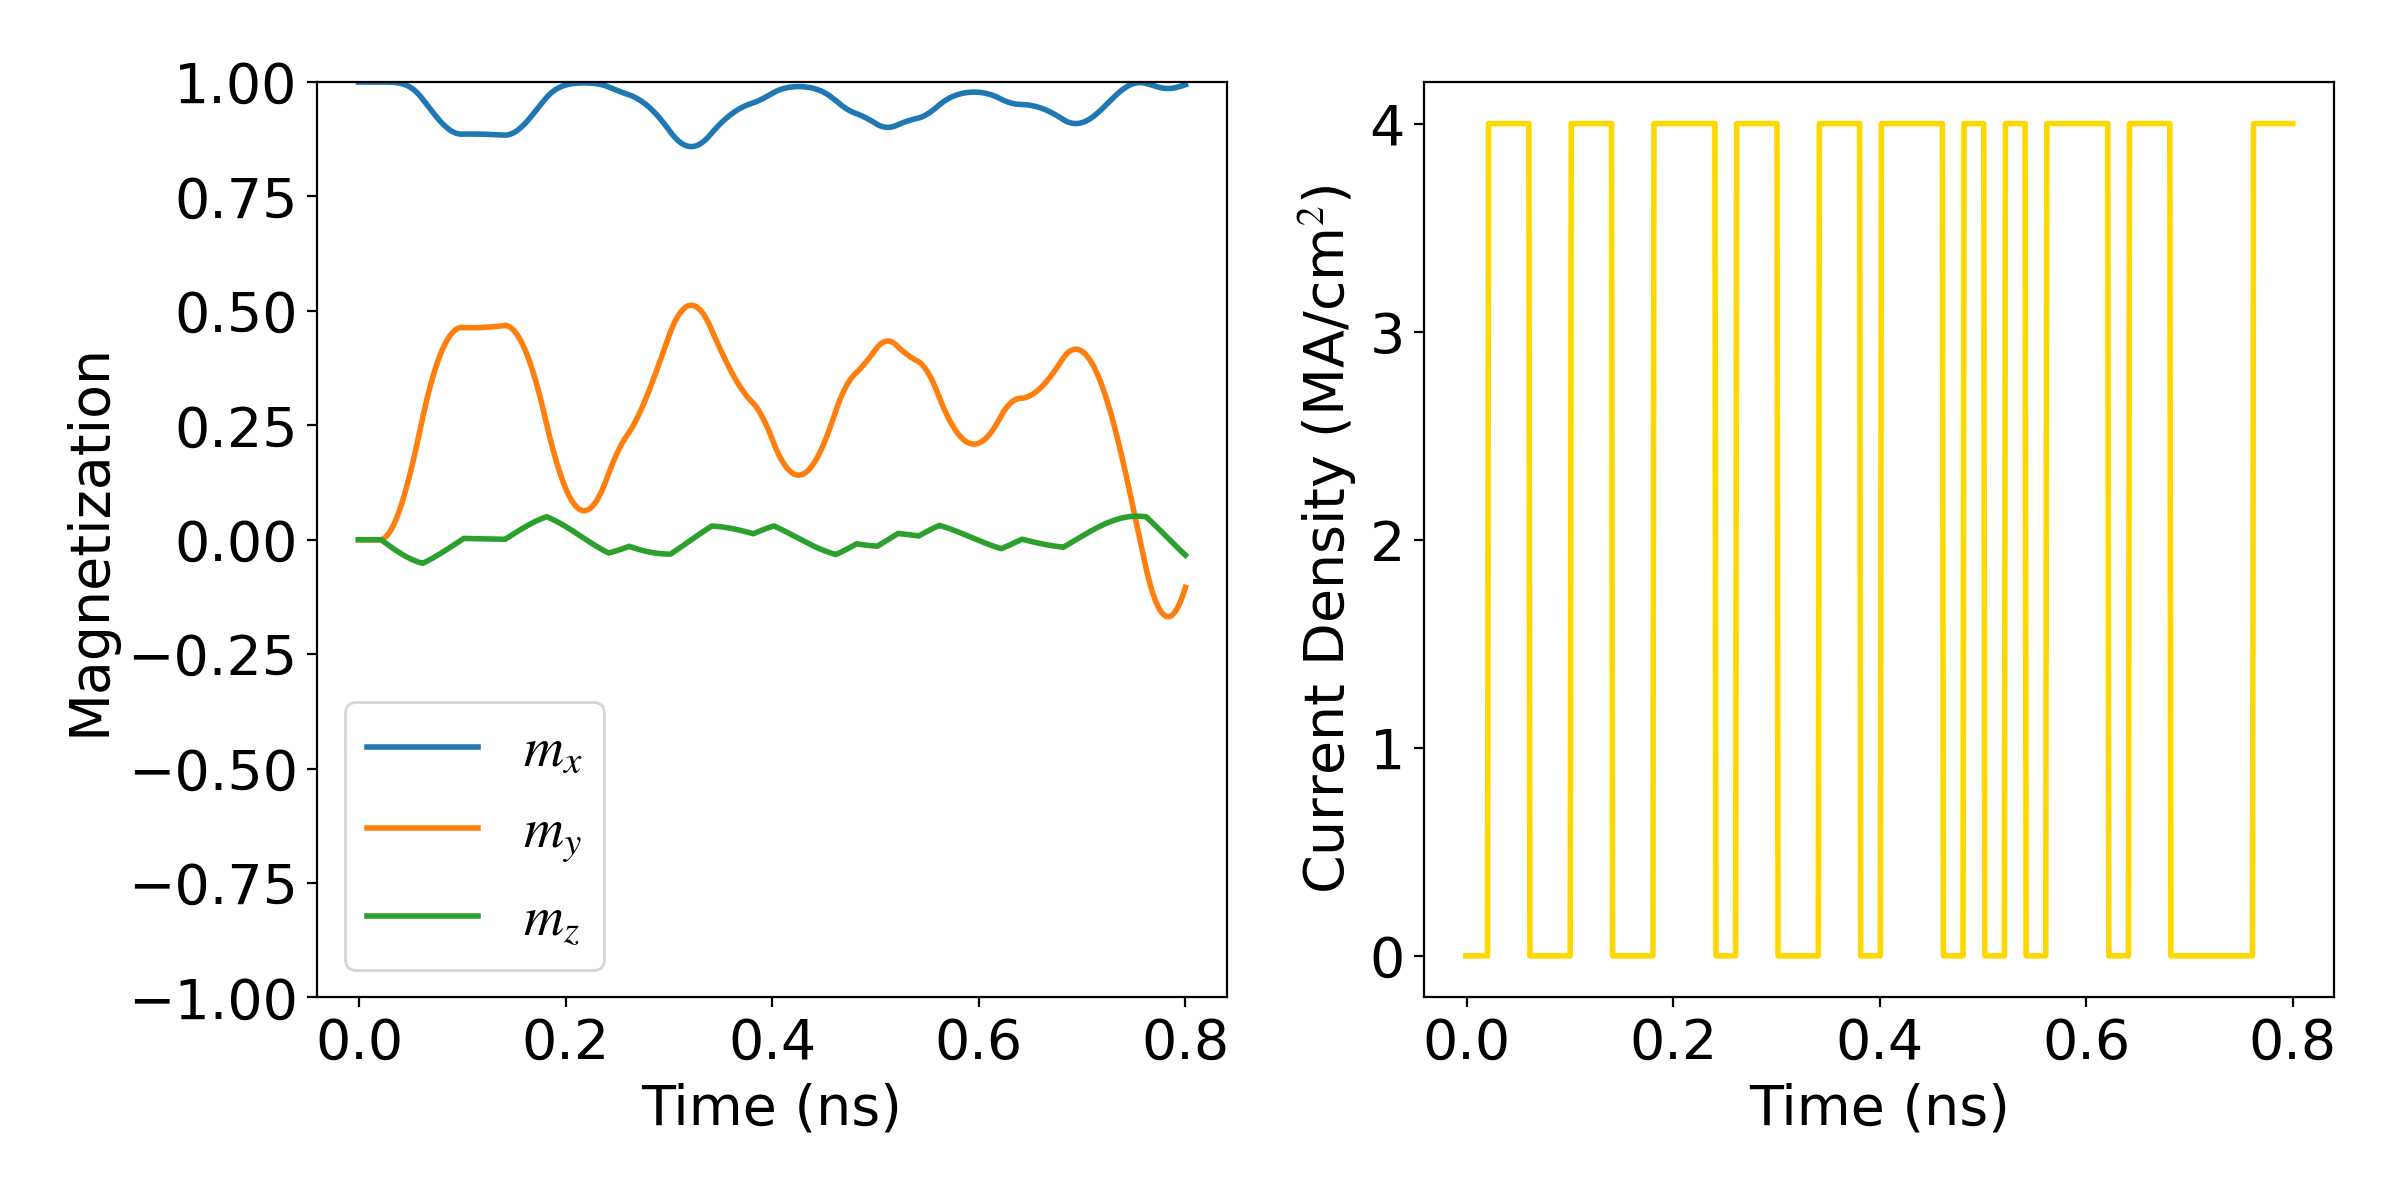 Magnetization
1.00
0.75
0.50
0.25
0.00
−0.25
−0.50
−0.75
−1.00
m_x
m_y
m_z
0.0 0.2 0.4 0.6 0.8
Time (ns)
Current Density (MA/cm²)
4
3
2
1
0
0.0 0.2 0.4 0.6 0.8
Time (ns)